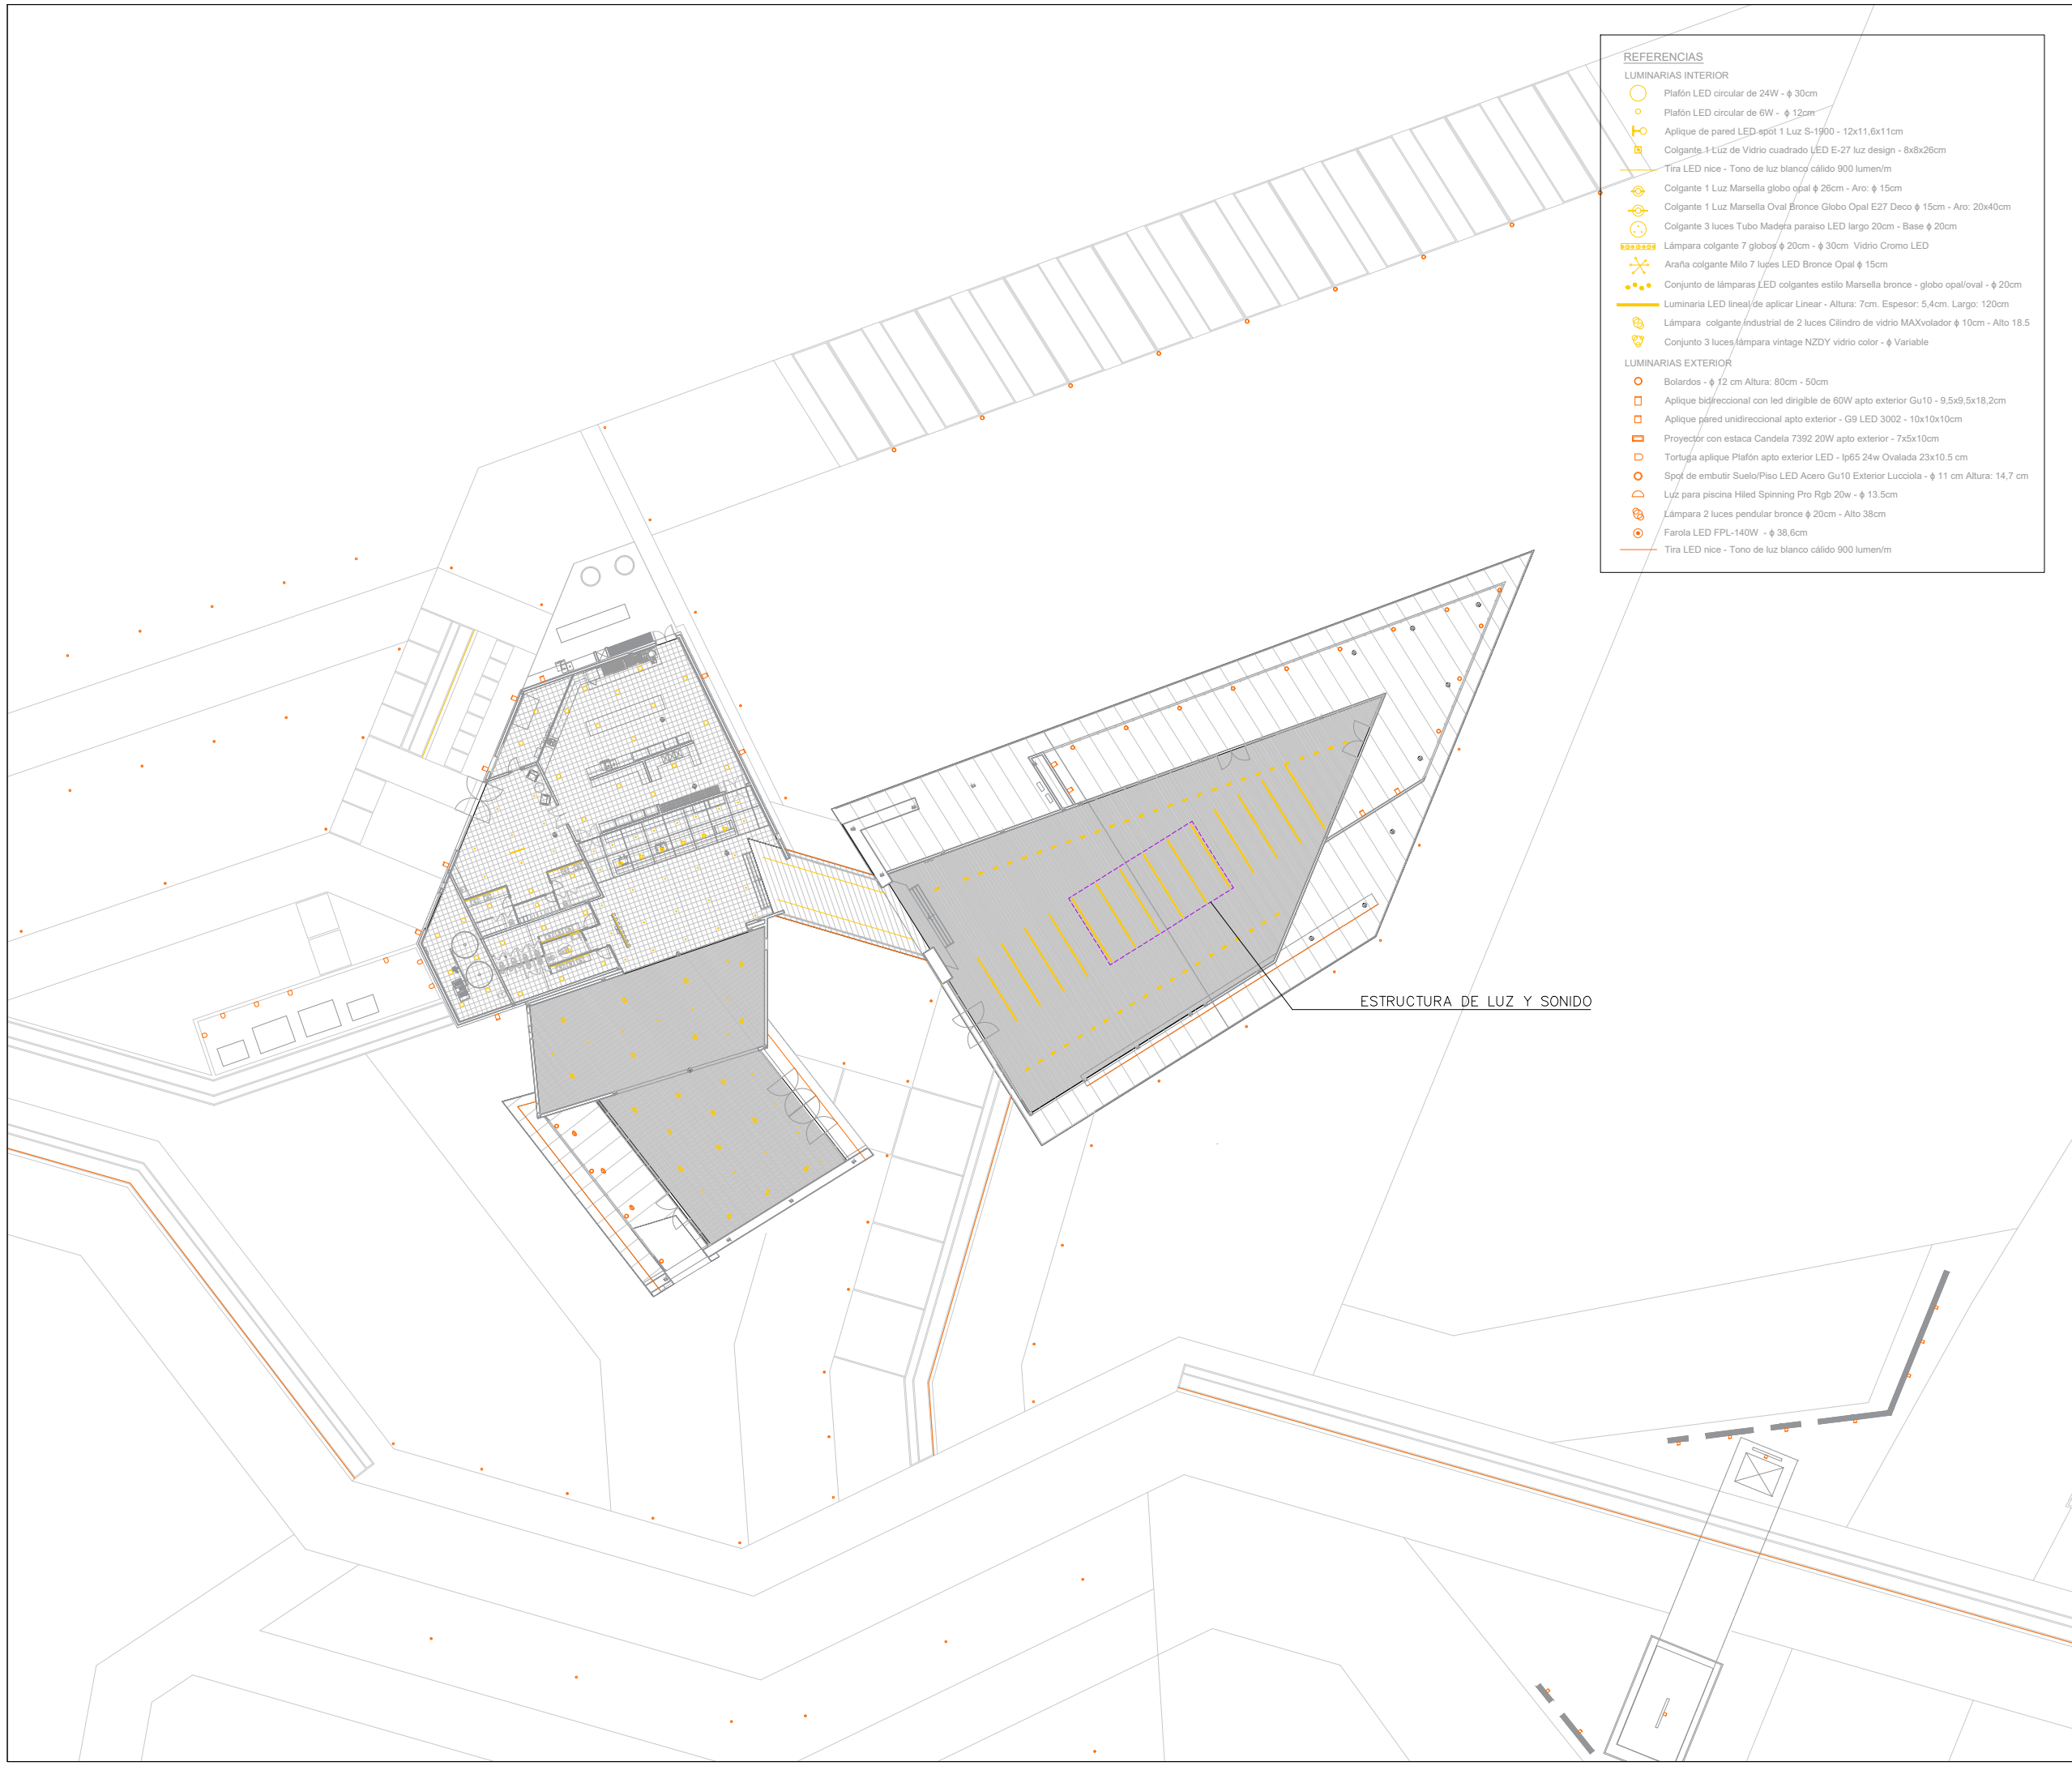 REFERENCIAS
LUMINARIAS INTERIOR
Plafón LED circular de 24W - ϕ 30cm
Plafón LED circular de 6W - ϕ 12cm
Aplique de pared LED spot 1 Luz S-1900 - 12x11,6x11cm
Colgante 1 Luz de Vidrio cuadrado LED E-27 luz design - 8x8x26cm
Tira LED nice - Tono de luz blanco cálido 900 lumen/m
Colgante 1 Luz Marsella globo opal ϕ 26cm - Aro: ϕ 15cm
Colgante 1 Luz Marsella Oval Bronce Globo Opal E27 Deco ϕ 15cm - Aro: 20x40cm
Colgante 3 luces Tubo Madera paraiso LED largo 20cm - Base ϕ 20cm
Lámpara colgante 7 globos ϕ 20cm - ϕ 30cm Vidrio Cromo LED
Araña colgante Milo 7 luces LED Bronce Opal ϕ 15cm
Conjunto de lámparas LED colgantes estilo Marsella bronce - globo opal/oval - ϕ 20cm
Luminaria LED lineal de aplicar Linear - Altura: 7cm. Espesor: 5,4cm. Largo: 120cm
Lámpara colgante industrial de 2 luces Cilindro de vidrio MAXvolador ϕ 10cm - Alto 18.5
Conjunto 3 luces lámpara vintage NZDY vidrio color - ϕ Variable
LUMINARIAS EXTERIOR
Bolardos - ϕ 12 cm Altura: 80cm - 50cm
Aplique bidireccional con led dirigible de 60W apto exterior Gu10 - 9,5x9,5x18,2cm
Aplique pared unidireccional apto exterior - G9 LED 3002 - 10x10x10cm
Proyector con estaca Candela 7392 20W apto exterior - 7x5x10cm
Tortuga aplique Plafón apto exterior LED - Ip65 24w Ovalada 23x10.5 cm
Spot de embutir Suelo/Piso LED Acero Gu10 Exterior Lucciola - ϕ 11 cm Altura: 14,7 cm
Luz para piscina Hiled Spinning Pro Rgb 20w - ϕ 13.5cm
Lámpara 2 luces pendular bronce ϕ 20cm - Alto 38cm
Farola LED FPL-140W - ϕ 38,6cm
Tira LED nice - Tono de luz blanco cálido 900 lumen/m
ESTRUCTURA DE LUZ Y SONIDO